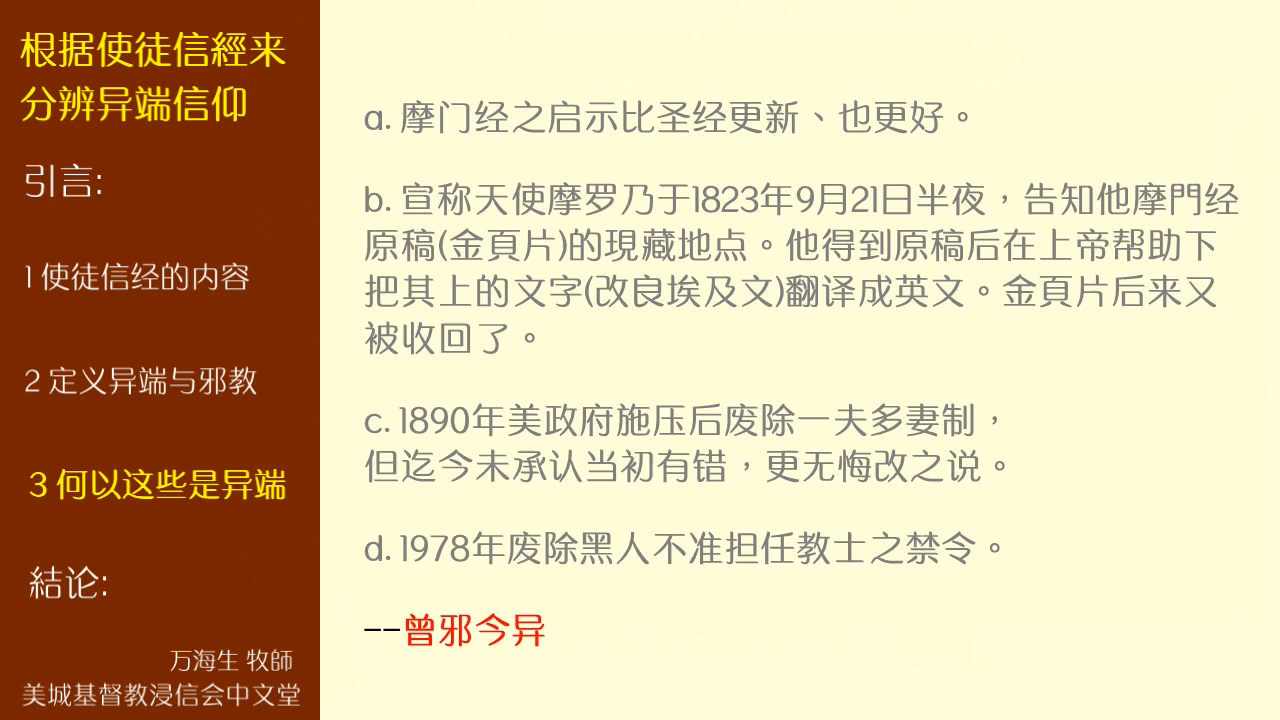 根据使徒信經来
分辨异端信仰
引言:
1 使徒信经的内容
2 定义异端与邪教
3 何以这些是异端
結论:
万海生 牧師
美城基督教浸信会中文堂
a. 摩门经之启示比圣经更新、也更好。
b. 宣称天使摩罗乃于1823年9月21日半夜，告知他摩門经
原稿(金頁片)的現藏地点。他得到原稿后在上帝帮助下
把其上的文字(改良埃及文)翻译成英文。金頁片后来又
被收回了。
c. 1890年美政府施压后废除一夫多妻制，
但迄今未承认当初有错，更无悔改之说。
d. 1978年废除黑人不准担任教士之禁令。
--曾邪今异